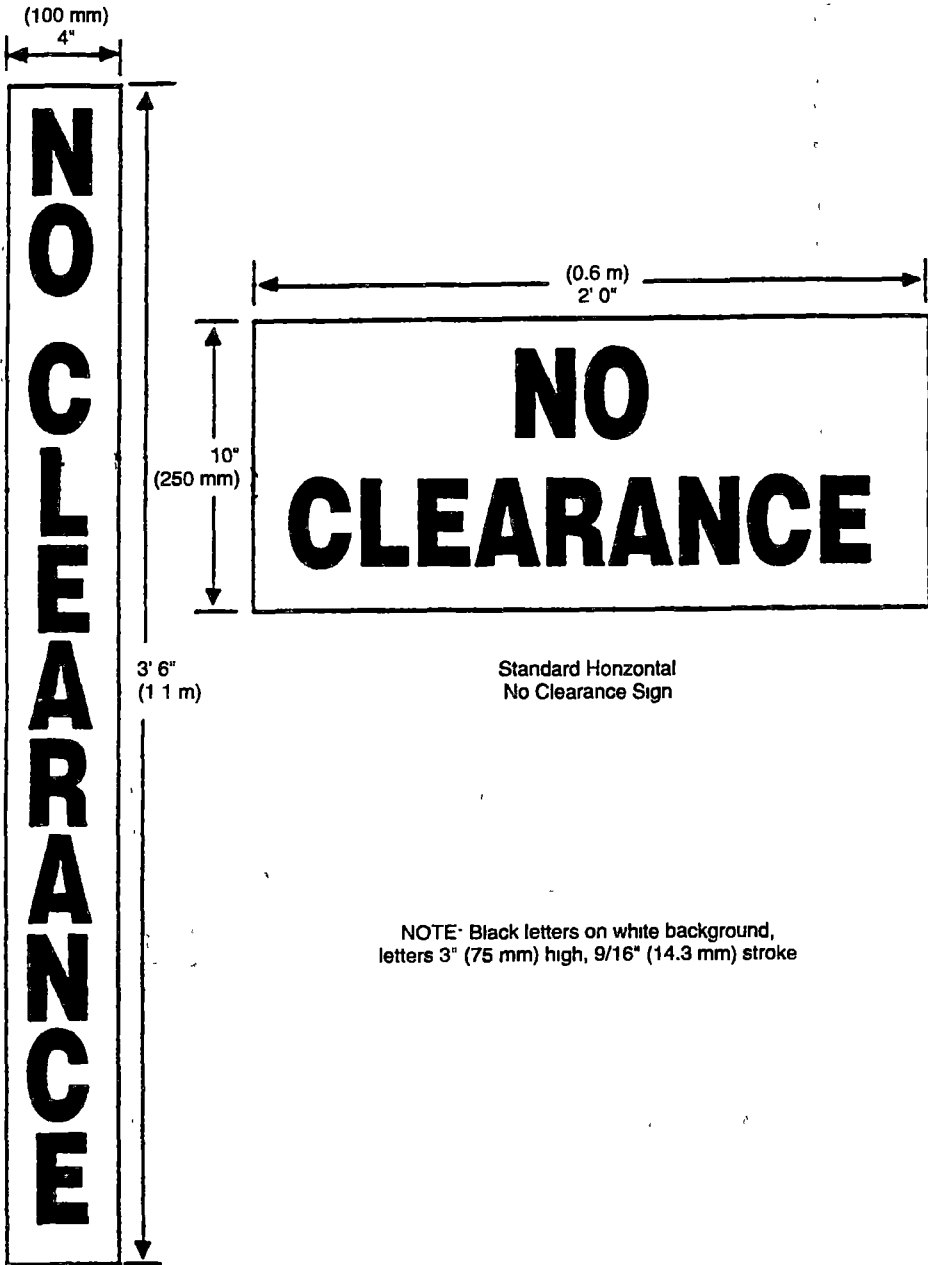 (100 mm)
4"
N
O
C
L
E
A
R
A
N
C
E
3' 6"
(1 1 m)
(0.6 m)
2' 0"
10"
(250 mm)
NO
CLEARANCE
Standard Honzontal
No Clearance Sign
NOTE· Black letters on white background,
letters 3" (75 mm) high, 9/16" (14.3 mm) stroke